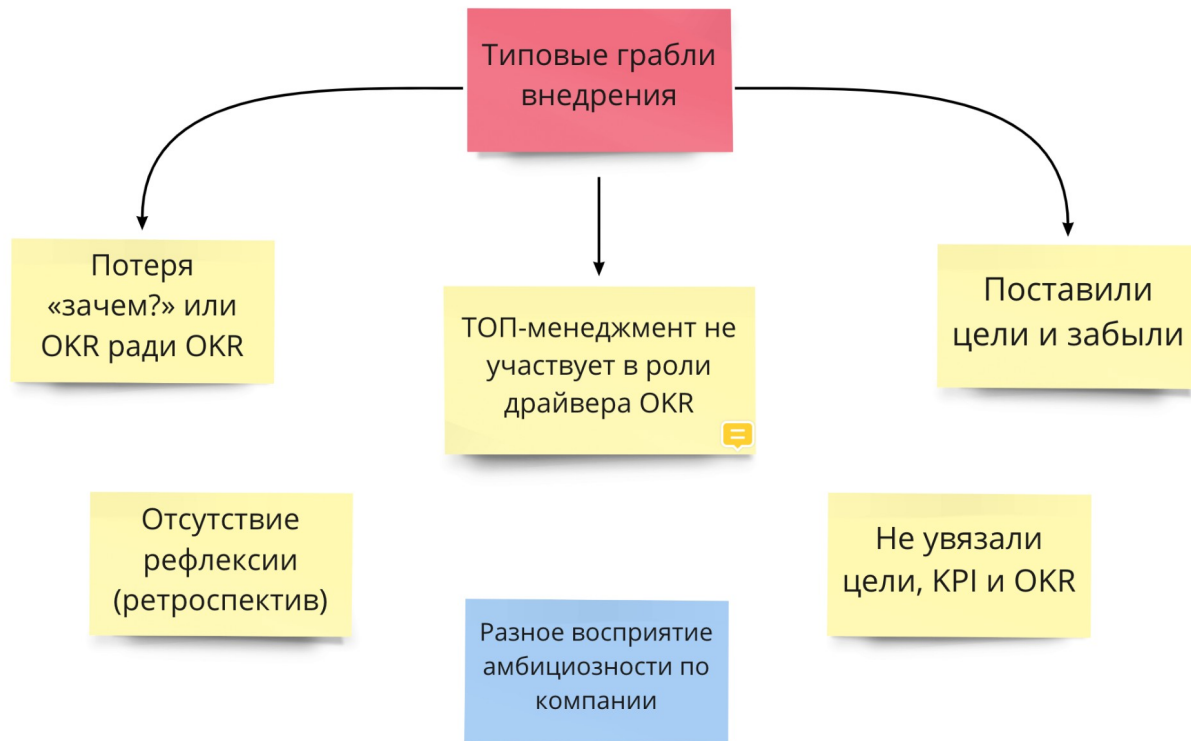 Типовые грабли
внедрения
Потеря
«зачем?» или
OKR ради OKR
ТОП-менеджмент не
участвует в роли
драйвера OKR
Поставили
цели и забыли
Отсутствие
рефлексии
(ретроспектив)
Разное восприятие
амбициозности по
компании
Не увязали
цели, KPI и OKR